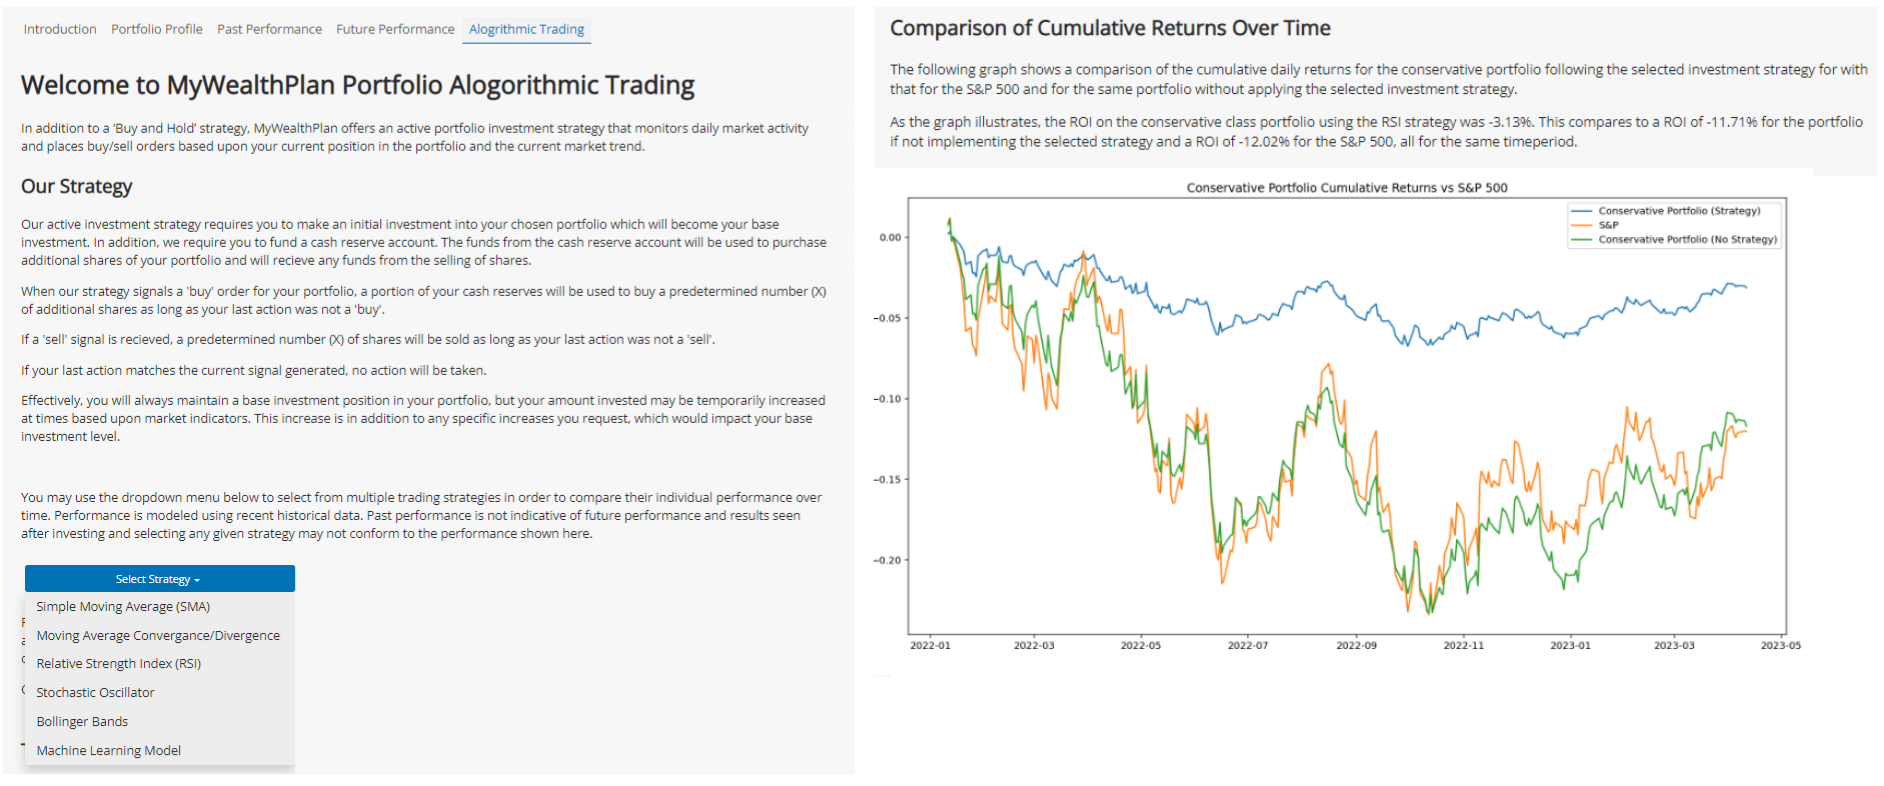 Introduction Portfolio Profile Past Performance Future Performance Alogrithmic Trading
Welcome to MyWealthPlan Portfolio Alogorithmic Trading
In addition to a 'Buy and Hold' strategy, MyWealthPlan offers an active portfolio investment strategy that monitors daily market activity
and places buy/sell orders based upon your current position in the portfolio and the current market trend.
Our Strategy
Our active investment strategy requires you to make an initial investment into your chosen portfolio which will become your base
investment. In addition, we require you to fund a cash reserve account. The funds from the cash reserve account will be used to purchase
additional shares of your portfolio and will recieve any funds from the selling of shares.
When our strategy signals a 'buy' order for your portfolio, a portion of your cash reserves will be used to buy a predetermined number (X)
of additional shares as long as your last action was not a 'buy'.
If a 'sell' signal is recieved, a predetermined number (X) of shares will be sold as long as your last action was not a 'sell'.
If your last action matches the current signal generated, no action will be taken.
Effectively, you will always maintain a base investment position in your portfolio, but your amount invested may be temporarily increased
at times based upon market indicators. This increase is in addition to any specific increases you request, which would impact your base
investment level.
You may use the dropdown menu below to select from multiple trading strategies in order to compare their individual performance over
time. Performance is modeled using recent historical data. Past performance is not indicative of future performance and results seen
after investing and selecting any given strategy may not conform to the performance shown here.
Select Strategy
Simple Moving Average (SMA)
Moving Average Convergance/Divergence
Relative Strength Index (RSI)
Stochastic Oscillator
Bollinger Bands
Machine Learning Model
Comparison of Cumulative Returns Over Time
The following graph shows a comparison of the cumulative daily returns for the conservative portfolio following the selected investment strategy for with
that for the S&P 500 and for the same portfolio without applying the selected investment strategy.
As the graph illustrates, the ROI on the conservative class portfolio using the RSI strategy was -3.13%. This compares to a ROI of -11.71% for the portfolio
if not implementing the selected strategy and a ROI of -12.02% for the S&P 500, all for the same timeperiod.
Conservative Portfolio Cumulative Returns vs S&P 500
Conservative Portfolio (Strategy)
S&P
Conservative Portfolio (No Strategy)
0.00
−0.05
−0.10
−0.15
−0.20
2022-01 2022-03 2022-05 2022-07 2022-09 2022-11 2023-01 2023-03 2023-05